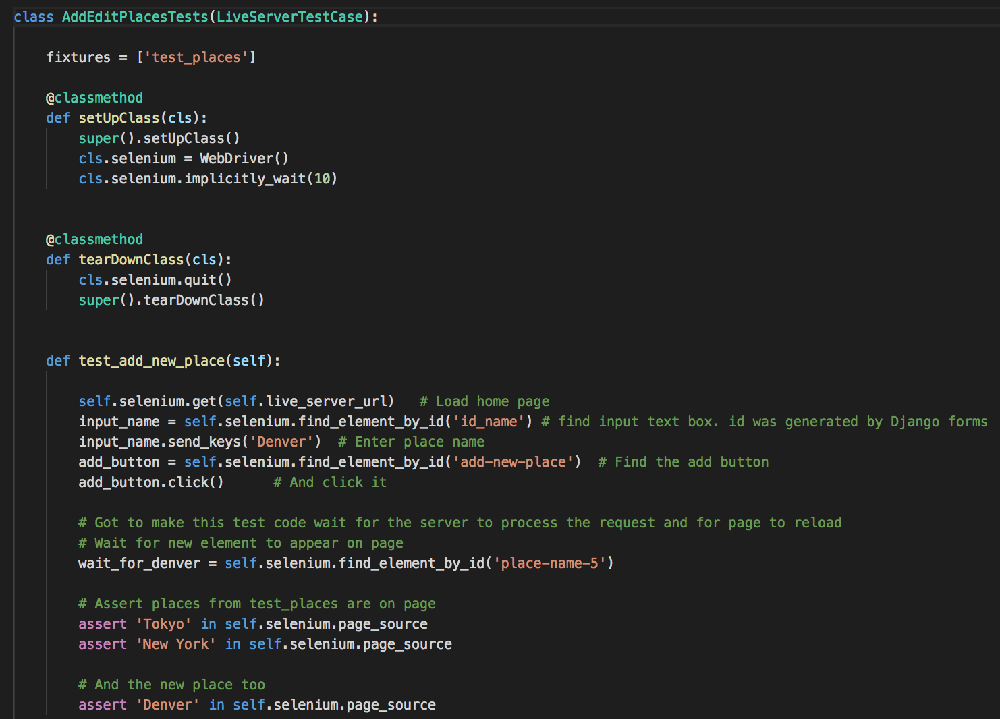 class AddEditPlacesTests(LiveServerTestCase):
fixtures = ['test_places']
@classmethod
def setUpClass(cls):
super().setUpClass()
cls.selenium = WebDriver()
cls.selenium.implicitly_wait(10)
@classmethod
def tearDownClass(cls):
cls.selenium.quit()
super().tearDownClass()
def test_add_new_place(self):
self.selenium.get(self.live_server_url)   # Load home page
input_name = self.selenium.find_element_by_id('id_name') # find input text box. id was generated by Django forms
input_name.send_keys('Denver')  # Enter place name
add_button = self.selenium.find_element_by_id('add-new-place')  # Find the add button
add_button.click()      # And click it
# Got to make this test code wait for the server to process the request and for page to reload
# Wait for new element to appear on page
wait_for_denver = self.selenium.find_element_by_id('place-name-5')
# Assert places from test_places are on page
assert 'Tokyo' in self.selenium.page_source
assert 'New York' in self.selenium.page_source
# And the new place too
assert 'Denver' in self.selenium.page_source